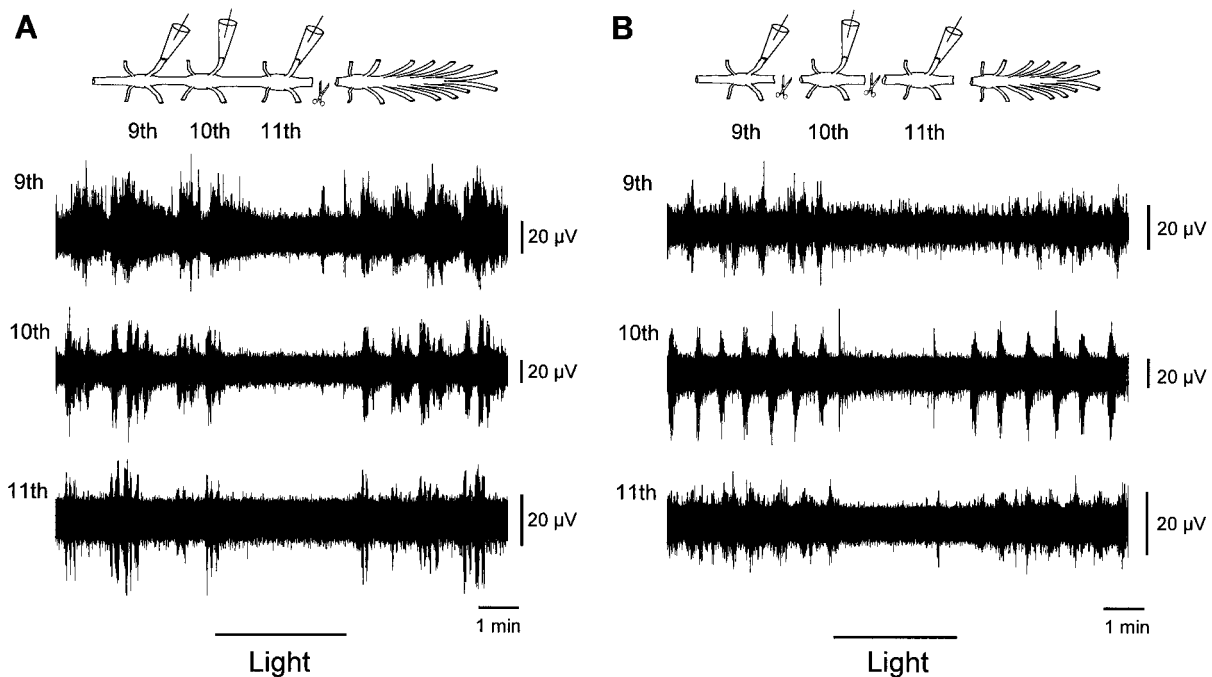 A
9th 10th 11th
9th
20 µV
10th
20 µV
11th
20 µV
1 min
Light
B
9th 10th 11th
9th
20 µV
10th
20 µV
11th
20 µV
1 min
Light